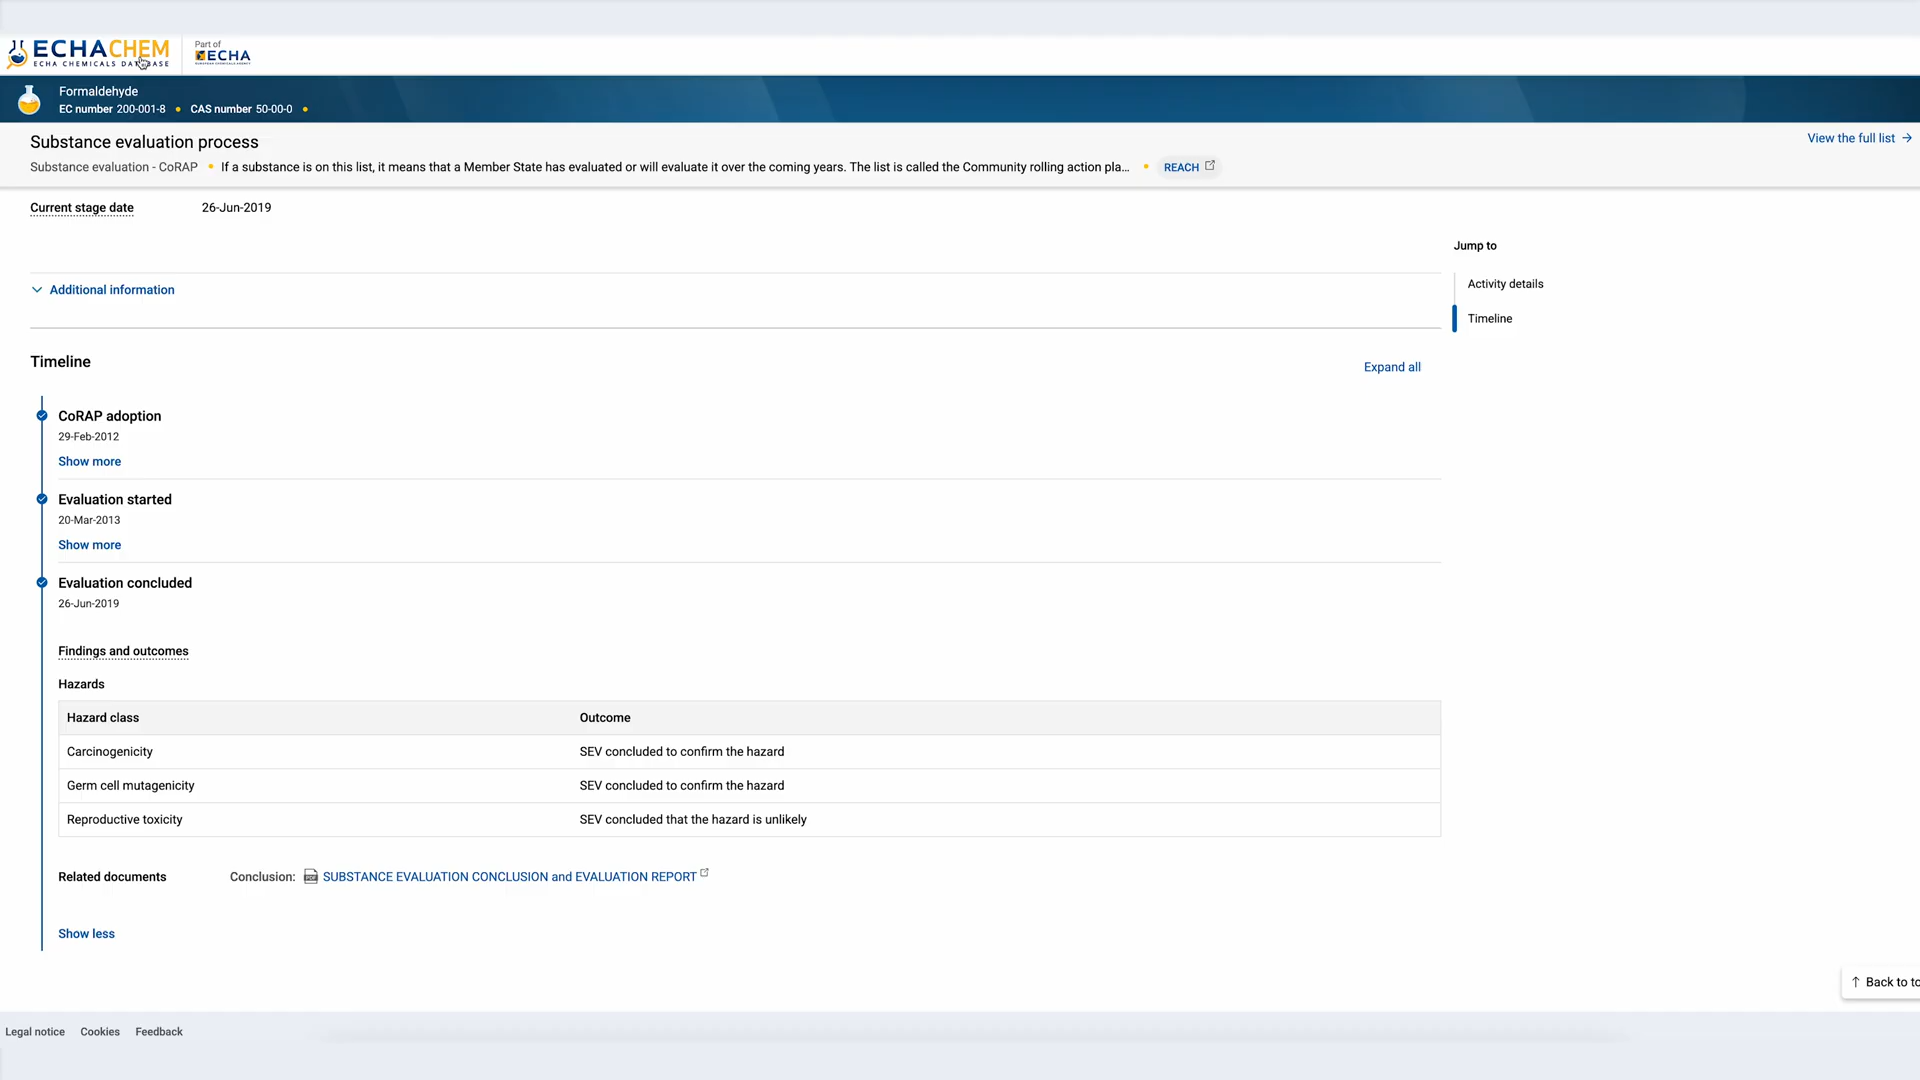 ECHACHEM
ECHA CHEMICALS DATABASE
Part of
ECHA
EUROPEAN CHEMICALS AGENCY
Formaldehyde
EC number 200-001-8 • CAS number 50-00-0 •
Substance evaluation process
View the full list →
Substance evaluation - CoRAP • If a substance is on this list, it means that a Member State has evaluated or will evaluate it over the coming years. The list is called the Community rolling action pla... • REACH
Current stage date 26-Jun-2019
Jump to
Additional information
Activity details
Timeline
Timeline
Expand all
CoRAP adoption
29-Feb-2012
Show more
Evaluation started
20-Mar-2013
Show more
Evaluation concluded
26-Jun-2019
Findings and outcomes
Hazards
Hazard class Outcome
Carcinogenicity SEV concluded to confirm the hazard
Germ cell mutagenicity SEV concluded to confirm the hazard
Reproductive toxicity SEV concluded that the hazard is unlikely
Related documents Conclusion: PDF SUBSTANCE EVALUATION CONCLUSION and EVALUATION REPORT
Show less
↑ Back to to
Legal notice Cookies Feedback